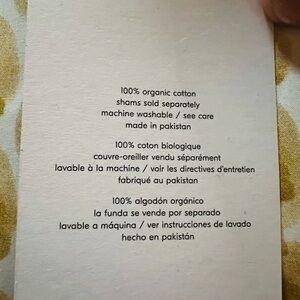 100% organic cotton
shams sold separately
machine washable / see care
made in pakistan
100% coton biologique
couvre-oreiller vendu séparément
lavable à la machine / voir les directives d'entretien
fabriqué au pakistan
100% algodón orgánico
la funda se vende por separado
lavable a máquina / ver instrucciones de lavado
hecho en pakistán